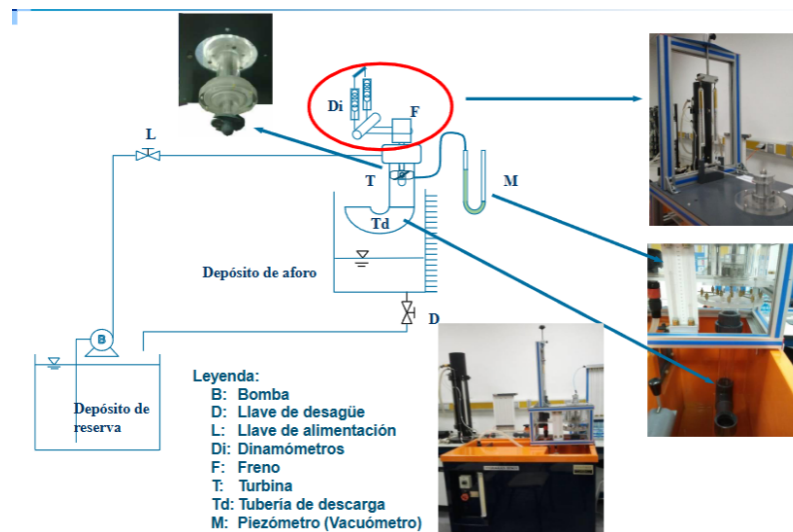 Di
F
L
T
M
Td
Depósito de aforo
D
B
Depósito de
reserva
Leyenda:
B: Bomba
D: Llave de desagüe
L: Llave de alimentación
Di: Dinamómetros
F: Freno
T: Turbina
Td: Tubería de descarga
M: Piezómetro (Vacuómetro)